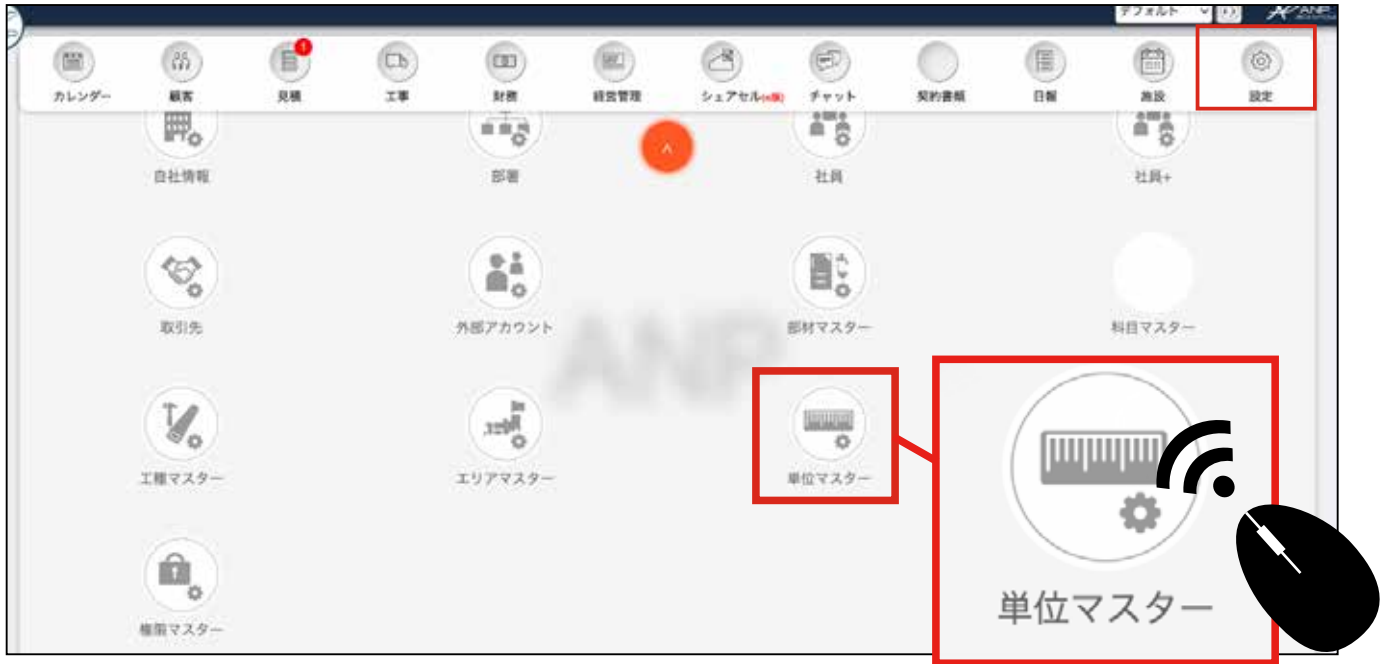 デフォルト
ANP
カレンダー 顧客 見積 工事 財務 経営管理 シェアセル(α版) チャット 契約書類 日報 施設 設定
1
自社情報 部署 社員 社員+
取引先 外部アカウント 部材マスター 科目マスター
ANP
工種マスター エリアマスター 単位マスター
単位マスター
権限マスター